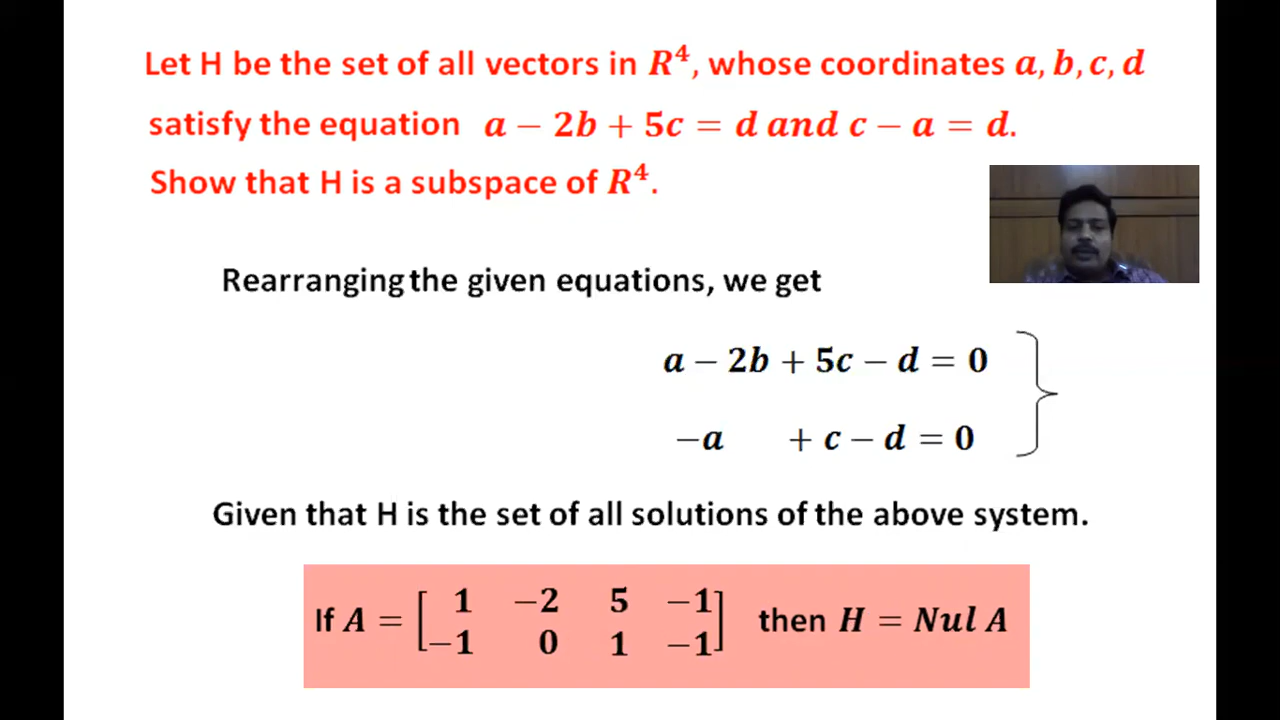 Let H be the set of all vectors in R⁴, whose coordinates a, b, c, d
satisfy the equation a − 2b + 5c = d and c − a = d.
Show that H is a subspace of R⁴.
Rearranging the given equations, we get
a − 2b + 5c − d = 0
−a + c − d = 0
Given that H is the set of all solutions of the above system.
If A = [1 −2 5 −1
−1 0 1 −1] then H = Nul A